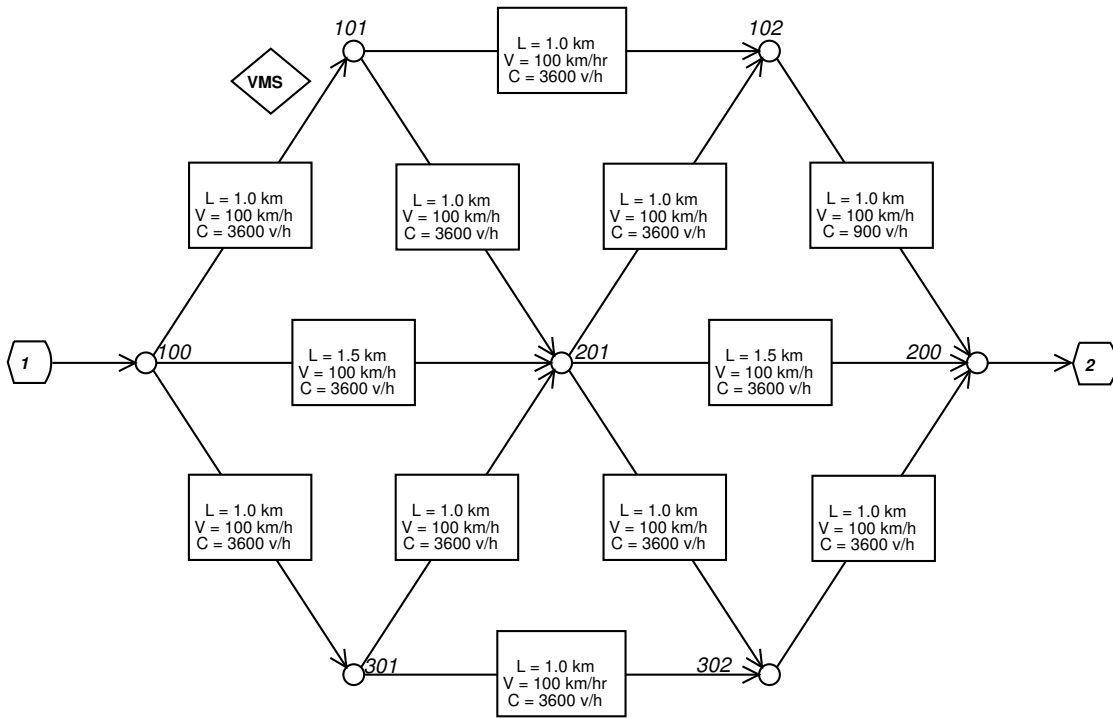 101
102
L = 1.0 km
V = 100 km/hr
C = 3600 v/h
VMS
L = 1.0 km
V = 100 km/h
C = 3600 v/h
L = 1.0 km
V = 100 km/h
C = 3600 v/h
L = 1.0 km
V = 100 km/h
C = 3600 v/h
L = 1.0 km
V = 100 km/h
C = 900 v/h
1
100
L = 1.5 km
V = 100 km/h
C = 3600 v/h
201
L = 1.5 km
V = 100 km/h
C = 3600 v/h
200
2
L = 1.0 km
V = 100 km/h
C = 3600 v/h
L = 1.0 km
V = 100 km/h
C = 3600 v/h
L = 1.0 km
V = 100 km/h
C = 3600 v/h
L = 1.0 km
V = 100 km/h
C = 3600 v/h
301
L = 1.0 km
V = 100 km/hr
C = 3600 v/h
302